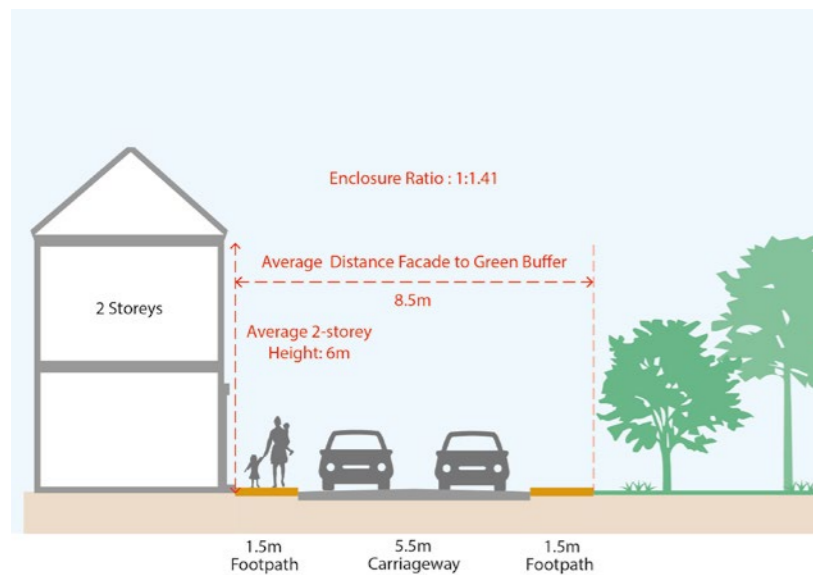 Enclosure Ratio : 1:1.41
Average Distance Facade to Green Buffer
8.5m
2 Storeys
Average 2-storey
Height: 6m
1.5m
Footpath
5.5m
Carriageway
1.5m
Footpath